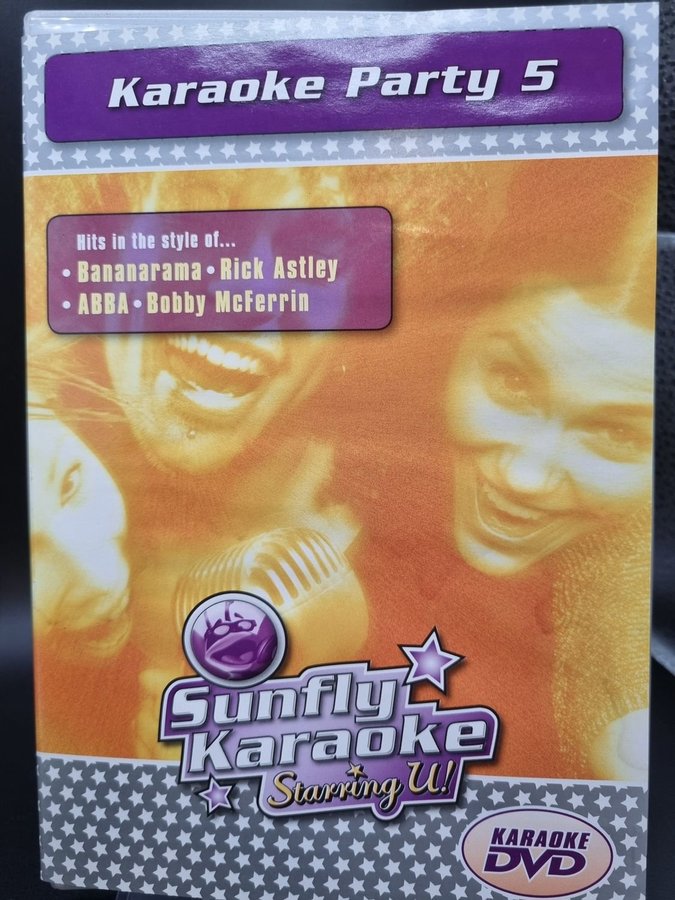 Karaoke Party 5
Hits in the style of...
• Bananarama • Rick Astley
• ABBA • Bobby McFerrin
Sunfly
Karaoke
Starring U!
KARAOKE
DVD